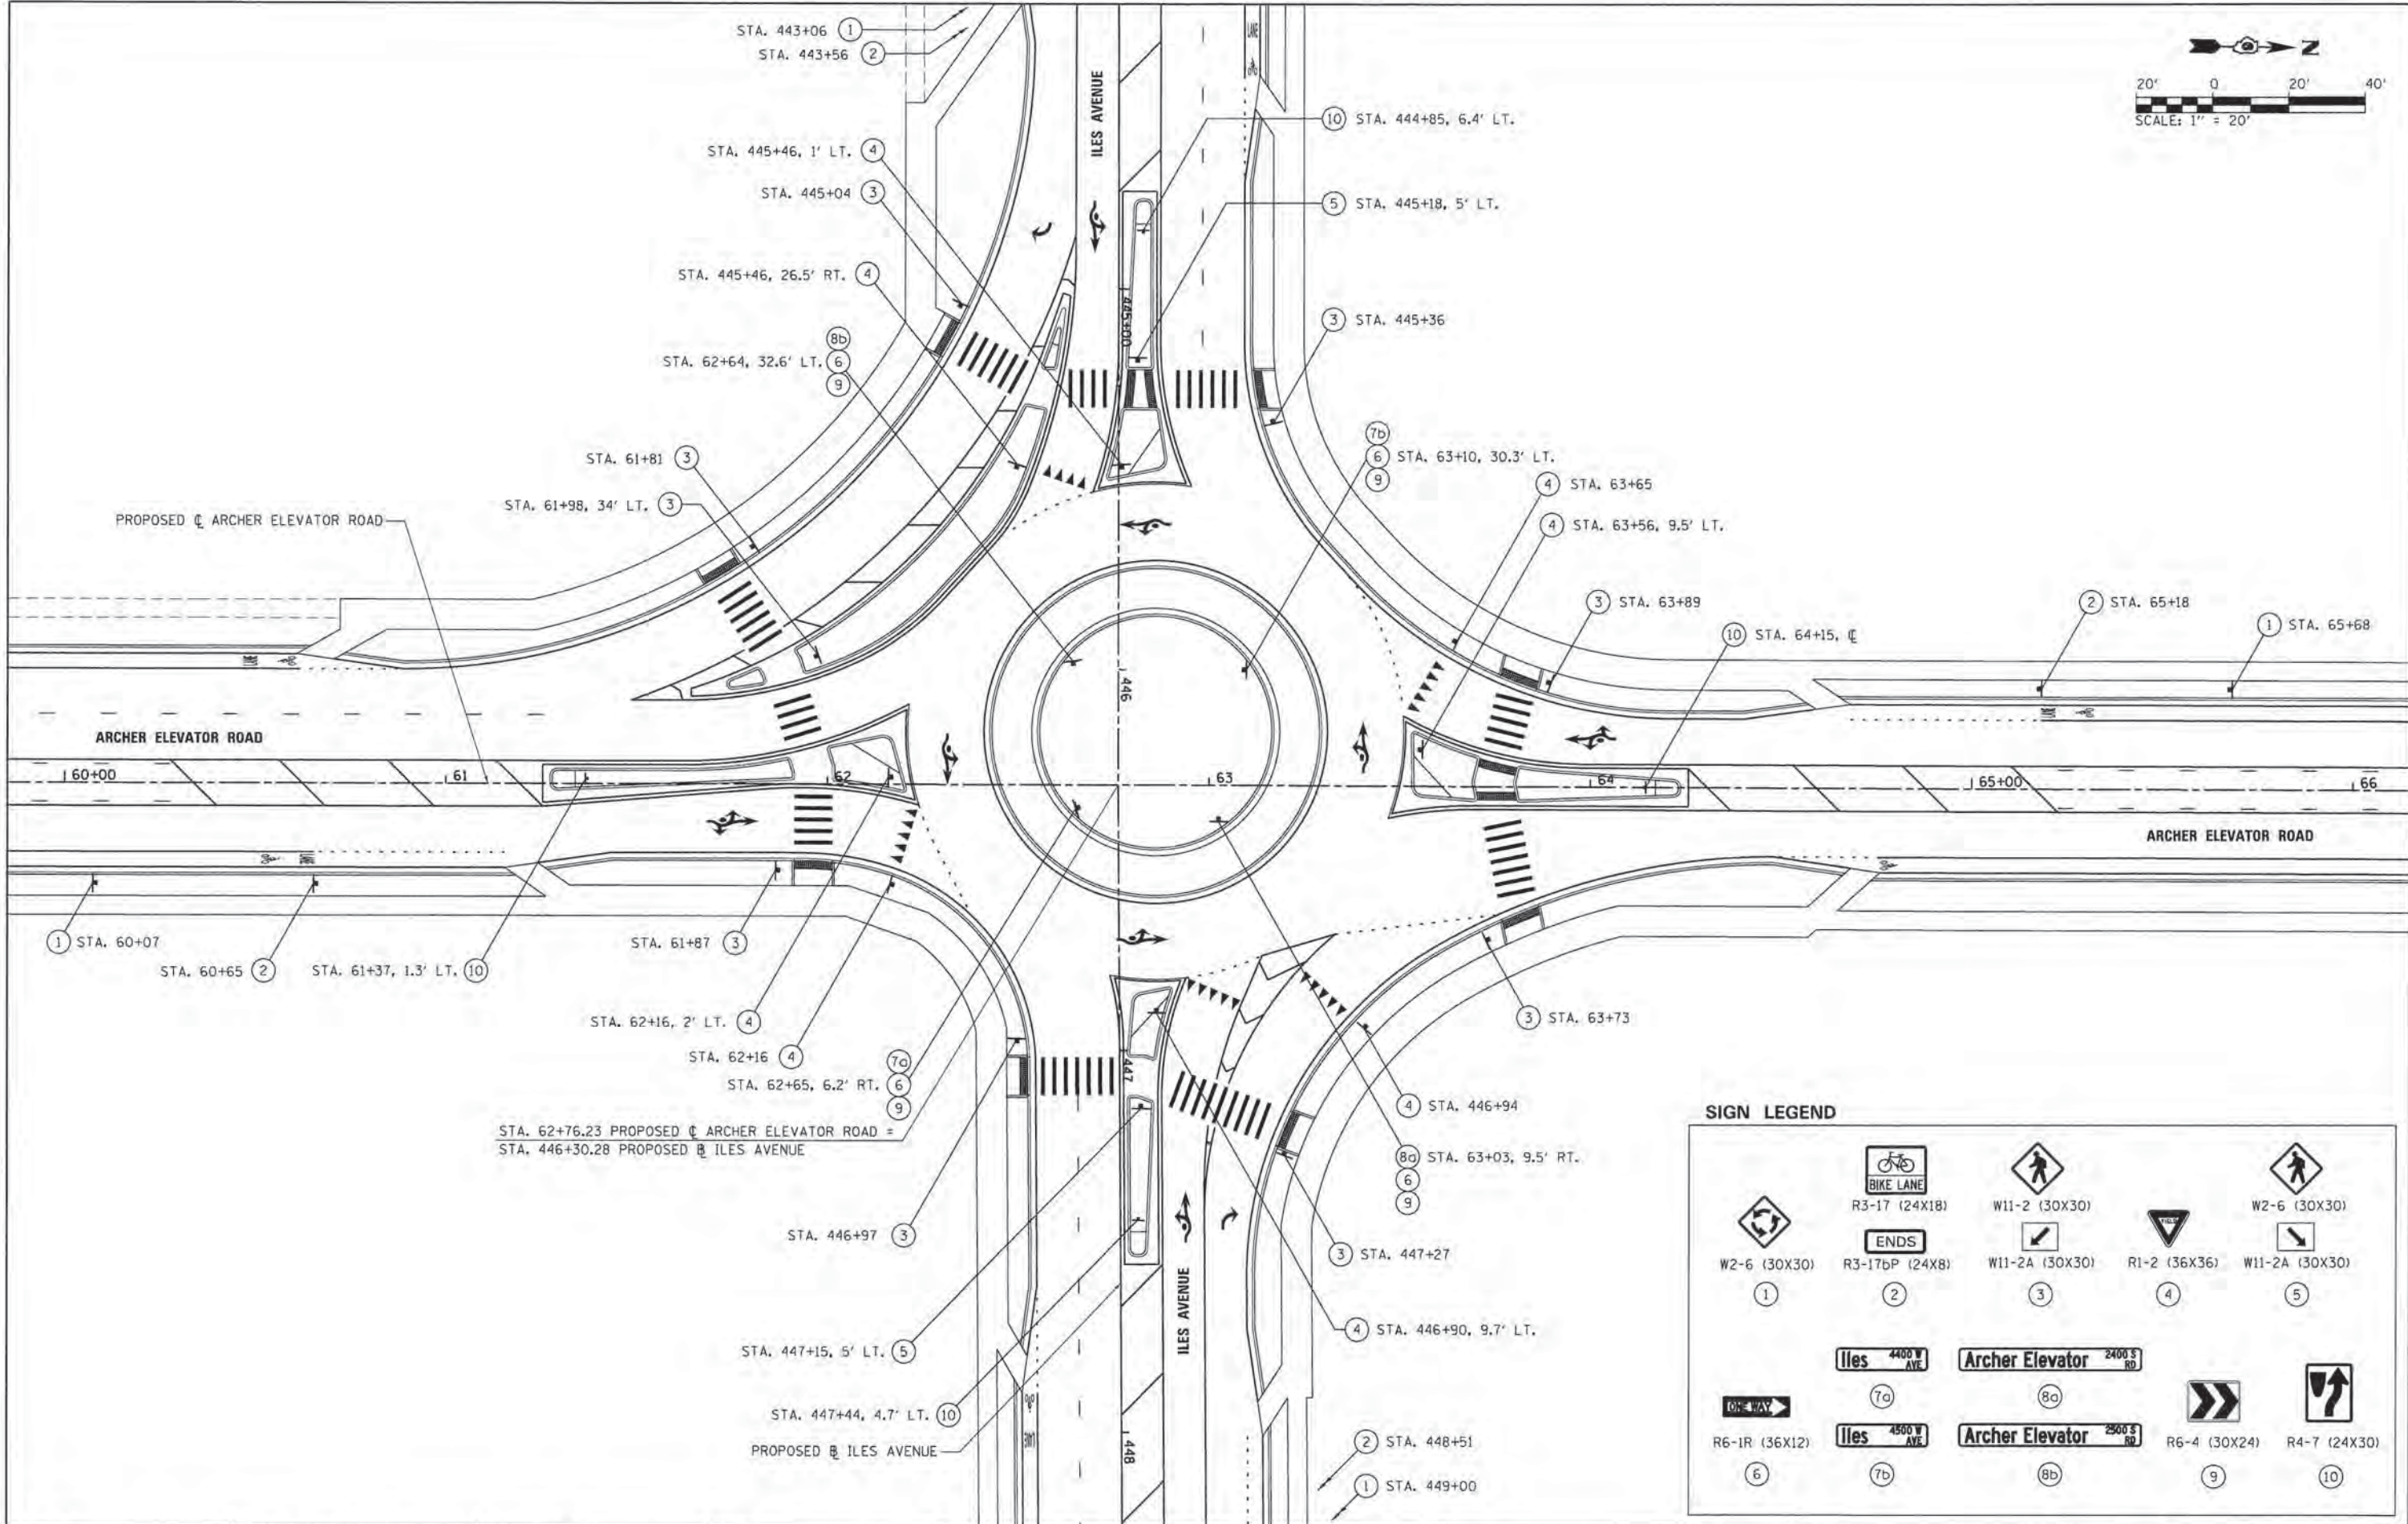 STA. 443+06 1
STA. 443+56 2
ILES AVENUE
LANE
N
20' 0 20' 40'
SCALE: 1" = 20'
10 STA. 444+85, 6.4' LT.
STA. 445+46, 1' LT. 4
STA. 445+04 3
5 STA. 445+18, 5' LT.
STA. 445+46, 26.5' RT. 4
445+00
3 STA. 445+36
8b
STA. 62+64, 32.6' LT. 6
9
7b
6 STA. 63+10, 30.3' LT.
9
STA. 61+81 3
STA. 61+98, 34' LT. 3
4 STA. 63+65
4 STA. 63+56, 9.5' LT.
PROPOSED ℄ ARCHER ELEVATOR ROAD
3 STA. 63+89
10 STA. 64+15, ℄
2 STA. 65+18
1 STA. 65+68
446
LANE
LANE
ARCHER ELEVATOR ROAD
60+00 61 62 63 64 65+00 66
ARCHER ELEVATOR ROAD
LANE
1 STA. 60+07
STA. 60+65 2
STA. 61+37, 1.3' LT. 10
STA. 61+87 3
STA. 62+16, 2' LT. 4
STA. 62+16 4
7a
STA. 62+65, 6.2' RT. 6
9
STA. 62+76.23 PROPOSED ℄ ARCHER ELEVATOR ROAD =
STA. 446+30.28 PROPOSED B ILES AVENUE
447
3 STA. 63+73
4 STA. 446+94
8a STA. 63+03, 9.5' RT.
6
9
STA. 446+97 3
3 STA. 447+27
ILES AVENUE
4 STA. 446+90, 9.7' LT.
STA. 447+15, 5' LT. 5
STA. 447+44, 4.7' LT. 10
PROPOSED B ILES AVENUE
LANE
448
2 STA. 448+51
1 STA. 449+00
SIGN LEGEND
BIKE LANE
R3-17 (24X18)
W11-2 (30X30)
W2-6 (30X30)
YIELD
ENDS
W2-6 (30X30)
R3-17bP (24X8)
W11-2A (30X30)
R1-2 (36X36)
W11-2A (30X30)
1 2 3 4 5
Iles 4400 W AVE
Archer Elevator 2400 S RD
7a 8a
ONE WAY
Iles 4500 W AVE
Archer Elevator 2500 S RD
R6-1R (36X12)
R6-4 (30X24)
R4-7 (24X30)
6 7b 8b 9 10